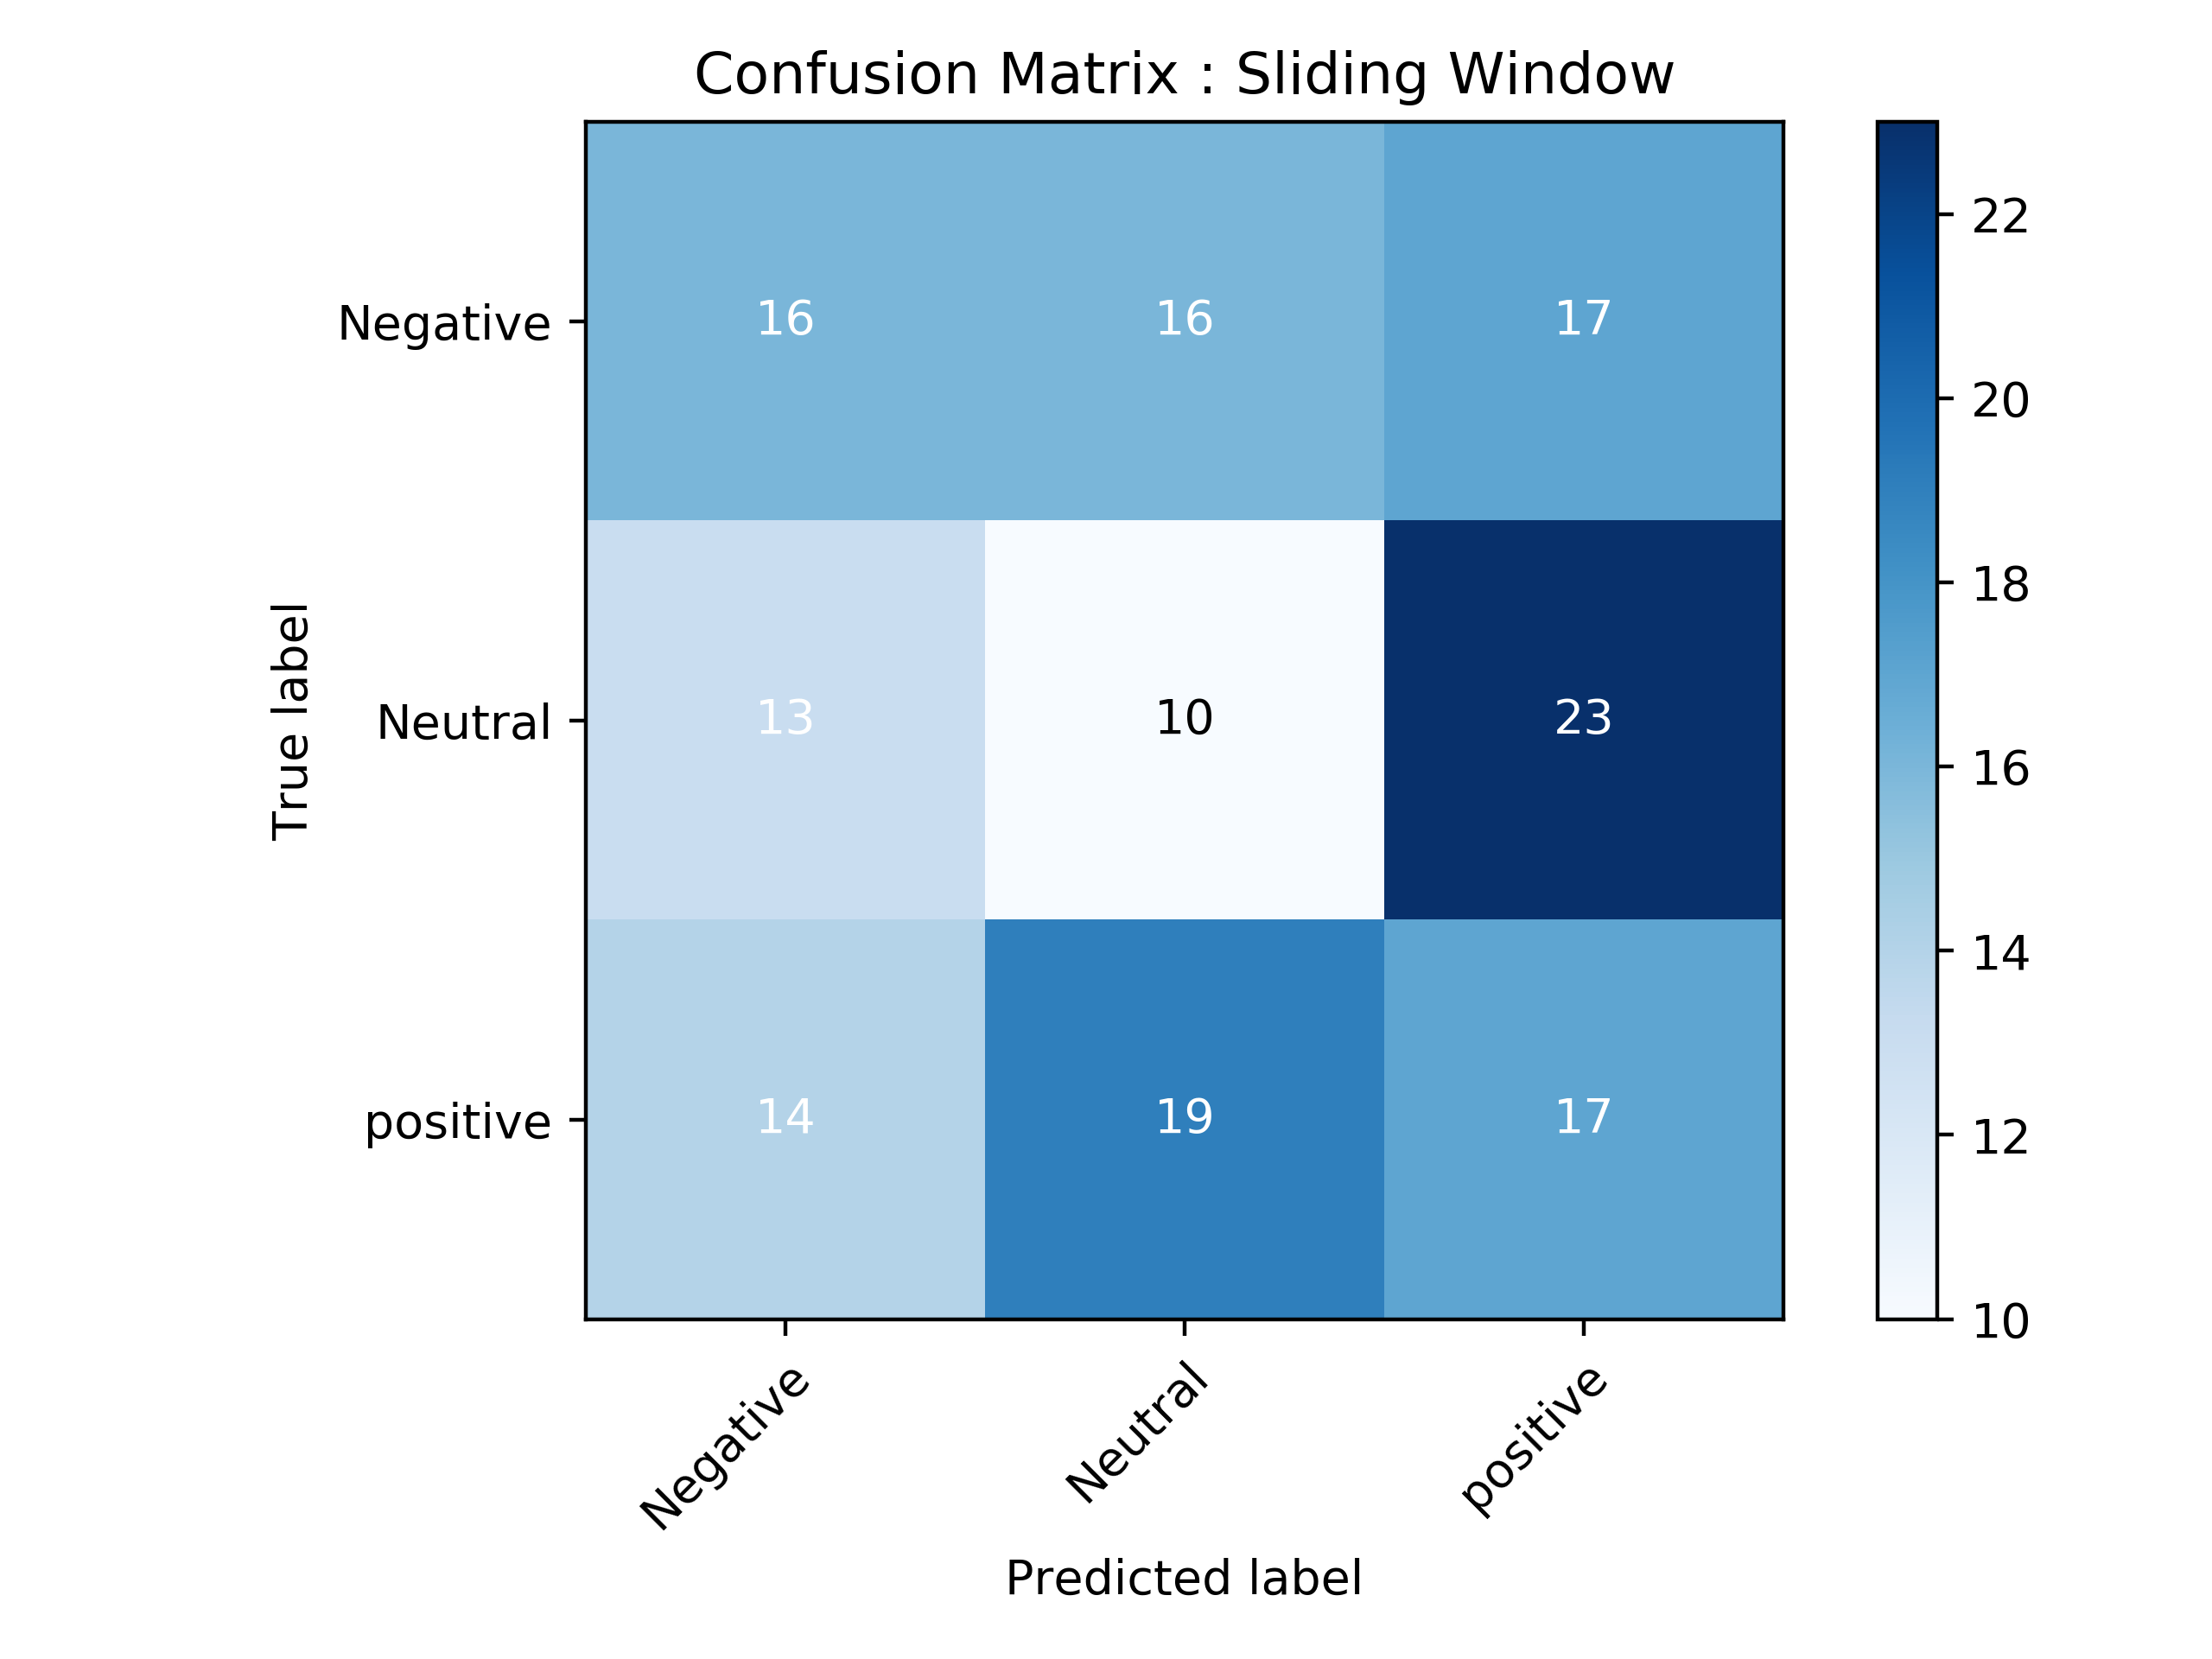 Confusion Matrix : Sliding Window
True label
Negative
16
16
17
Neutral
13
10
23
positive
14
19
17
Negative
Neutral
positive
Predicted label
22
20
18
16
14
12
10